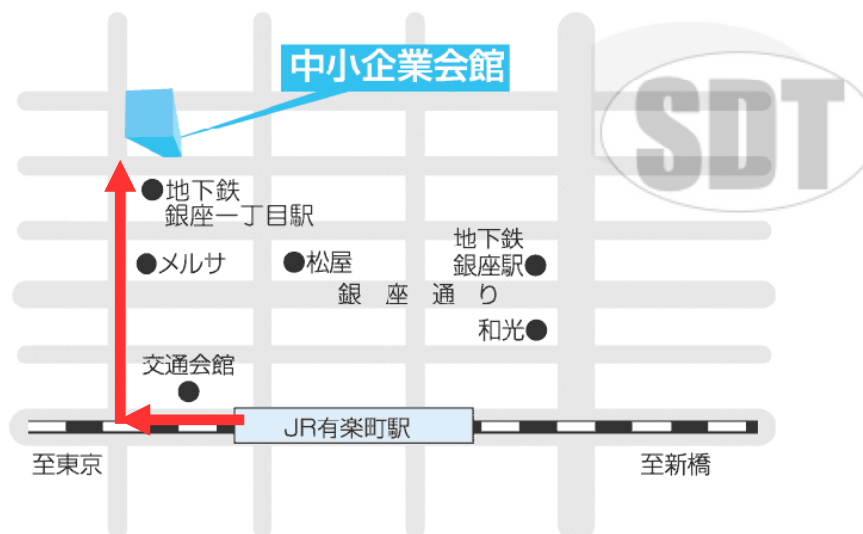 中小企業会館
SDT
地下鉄
銀座一丁目駅
メルサ
松屋
地下鉄
銀座駅
銀座通り
和光
交通会館
JR有楽町駅
至東京
至新橋